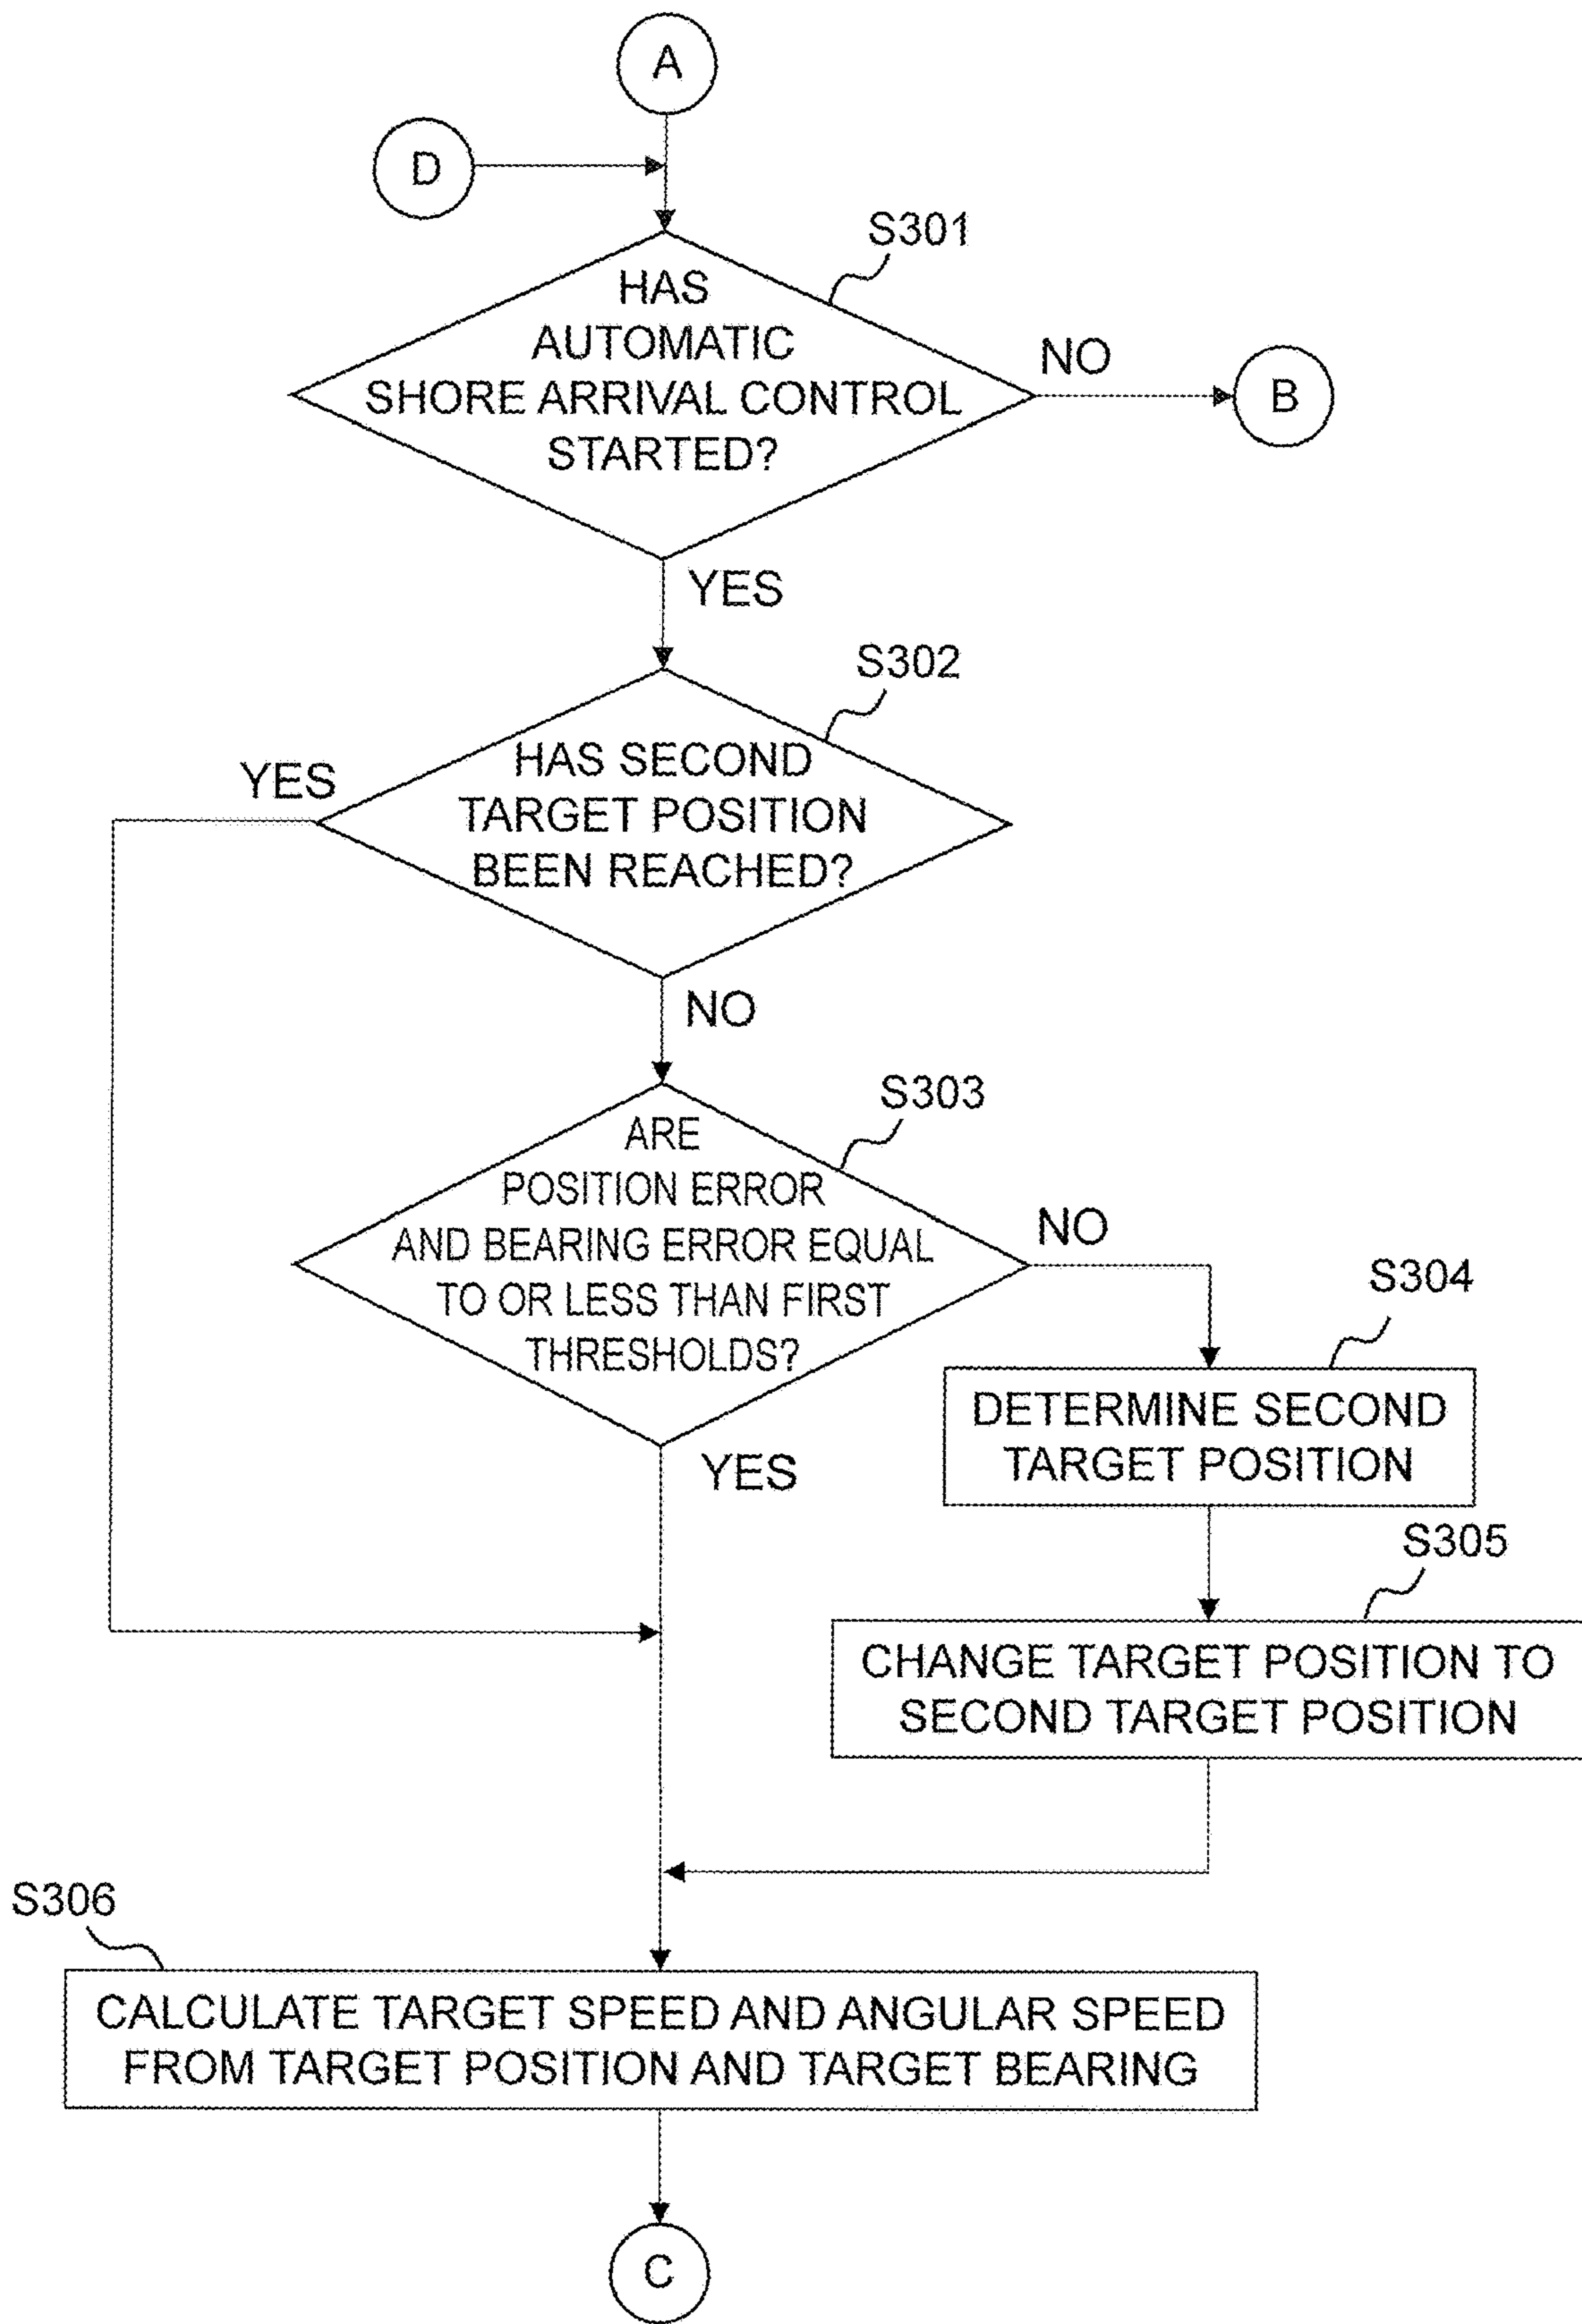 A
D
S301
HAS
AUTOMATIC
SHORE ARRIVAL CONTROL
STARTED?
NO
B
YES
S302
HAS SECOND
TARGET POSITION
BEEN REACHED?
YES
NO
S303
ARE
POSITION ERROR
AND BEARING ERROR EQUAL
TO OR LESS THAN FIRST
THRESHOLDS?
NO
YES
S304
DETERMINE SECOND
TARGET POSITION
S305
CHANGE TARGET POSITION TO
SECOND TARGET POSITION
S306
CALCULATE TARGET SPEED AND ANGULAR SPEED
FROM TARGET POSITION AND TARGET BEARING
C